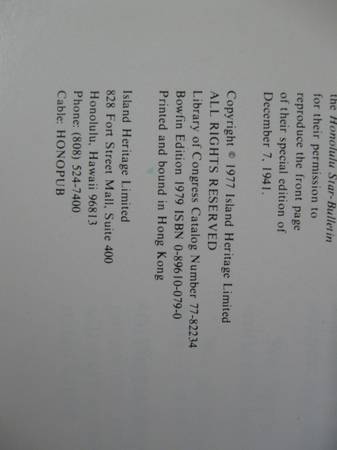 the Honolulu Star-Bulletin
for their permission to
reproduce the front page
of their special edition of
December 7, 1941.
Copyright © 1977 Island Heritage Limited
ALL RIGHTS RESERVED
Library of Congress Catalog Number 77-82234
Bowfin Edition 1979 ISBN 0-89610-079-0
Printed and bound in Hong Kong
Island Heritage Limited
828 Fort Street Mall, Suite 400
Honolulu, Hawaii 96813
Phone: (808) 524-7400
Cable: HONOPUB